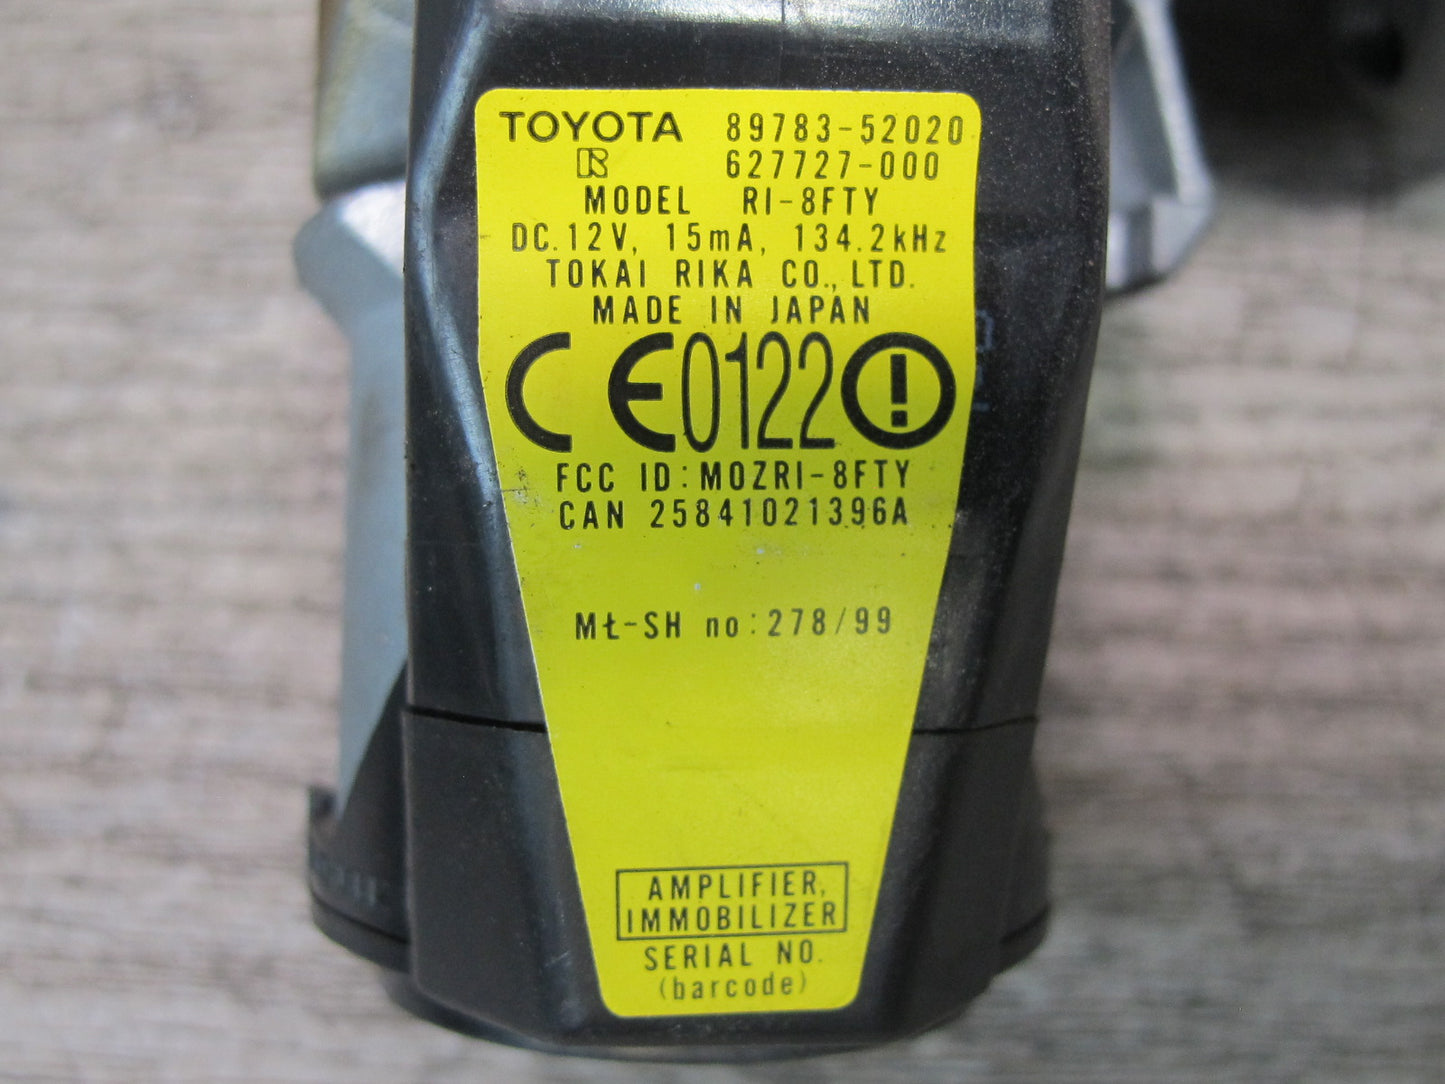 TOYOTA 89783-52020
R 627727-000
MODEL RI-8FTY
DC.12V, 15mA, 134.2kHz
TOKAI RIKA CO., LTD.
MADE IN JAPAN
CE0122
FCC ID: MOZRI-8FTY
CAN 25841021396A
MŁ-SH no:278/99
AMPLIFIER,
IMMOBILIZER
SERIAL NO.
(barcode)